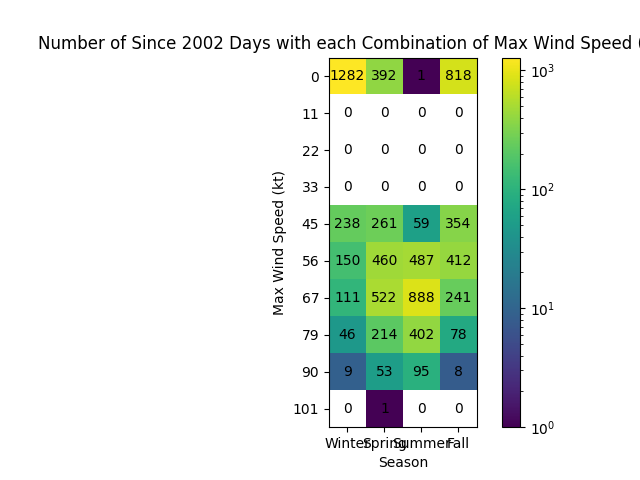 Number of Since 2002 Days with each Combination of Max Wind Speed (
0 1282 392 1 818
11 0 0 0 0
22 0 0 0 0
33 0 0 0 0
45 238 261 59 354
56 150 460 487 412
67 111 522 888 241
79 46 214 402 78
90 9 53 95 8
101 0 1 0 0
Max Wind Speed (kt)
Winter Spring Summer Fall
Season
10³
10²
10¹
10⁰